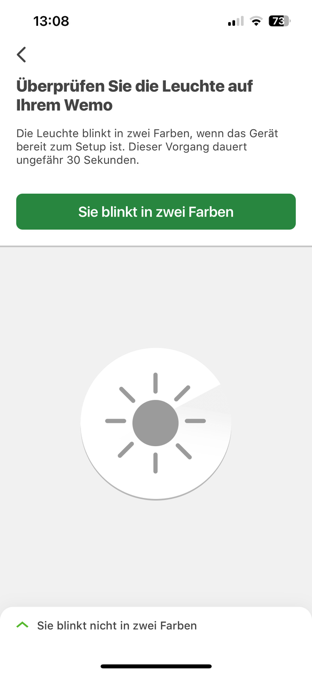 13:08
73
Überprüfen Sie die Leuchte auf
Ihrem Wemo
Die Leuchte blinkt in zwei Farben, wenn das Gerät
bereit zum Setup ist. Dieser Vorgang dauert
ungefähr 30 Sekunden.
Sie blinkt in zwei Farben
Sie blinkt nicht in zwei Farben